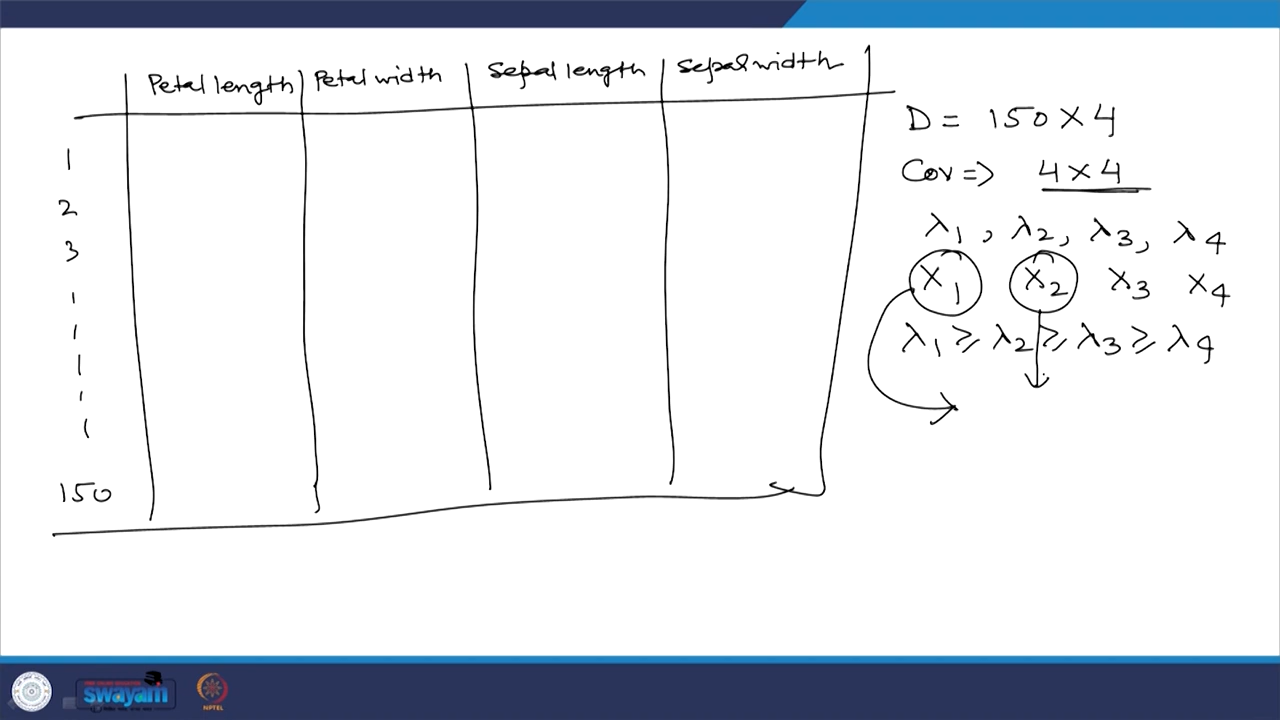 Petal length Petal width Sepal length Sepal width
D = 150 × 4
1
Cov => 4 × 4
2
λ1, λ2, λ3, λ4
3
x1 x2 x3 x4
λ1 ≥ λ2 ≥ λ3 ≥ λ4
150
swayam
NPTEL